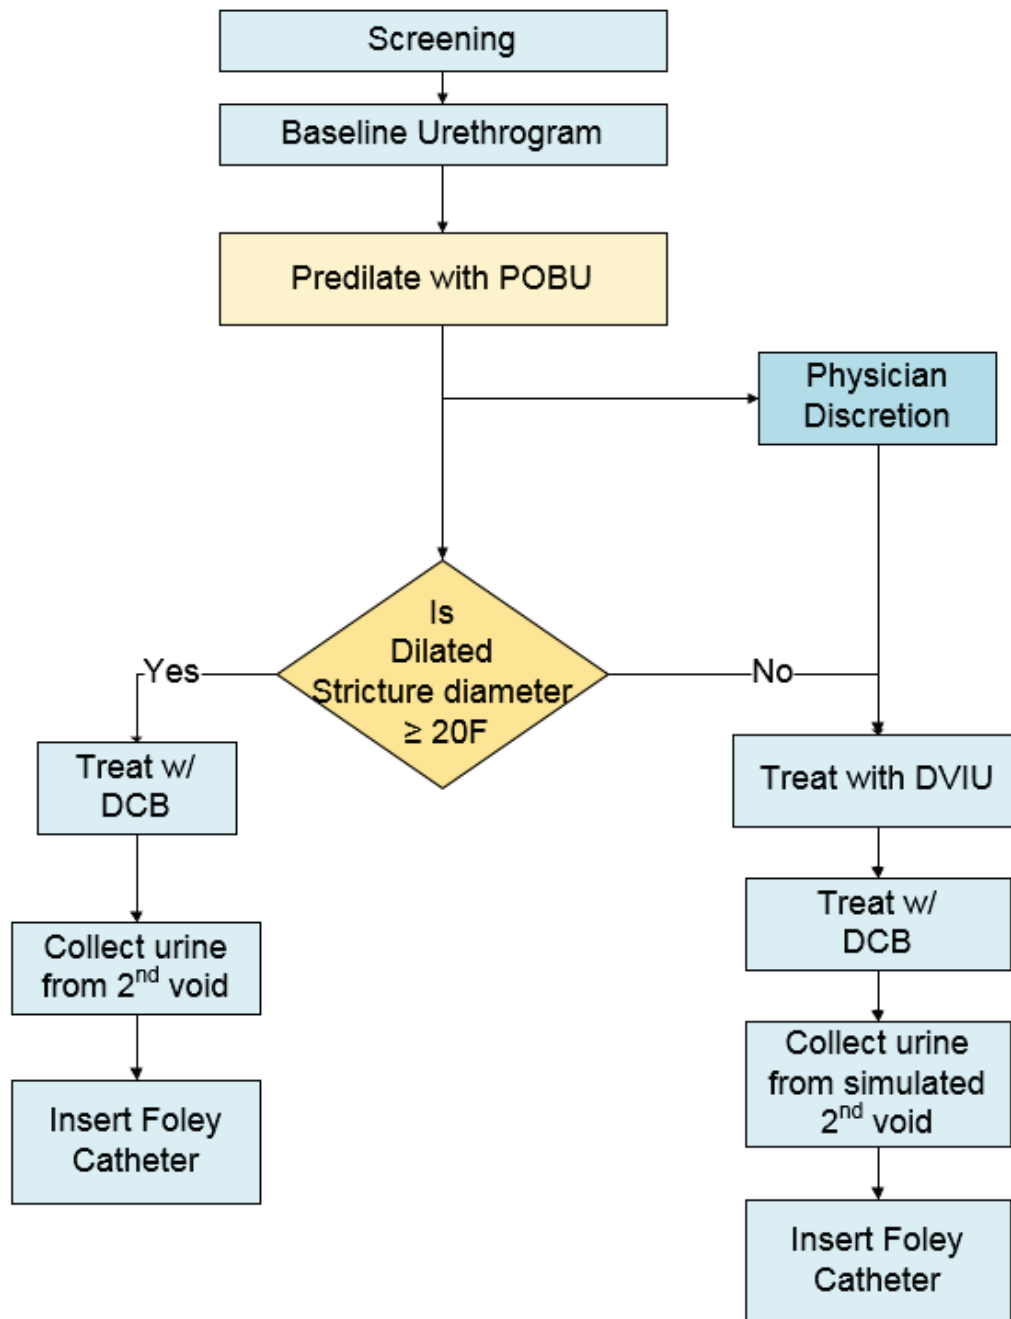 Screening
Baseline Urethrogram
Predilate with POBU
Physician
Discretion
Is
Dilated
Stricture diameter
≥ 20F
Yes
No
Treat w/
DCB
Collect urine
from 2nd void
Insert Foley
Catheter
Treat with DVIU
Treat w/
DCB
Collect urine
from simulated
2nd void
Insert Foley
Catheter